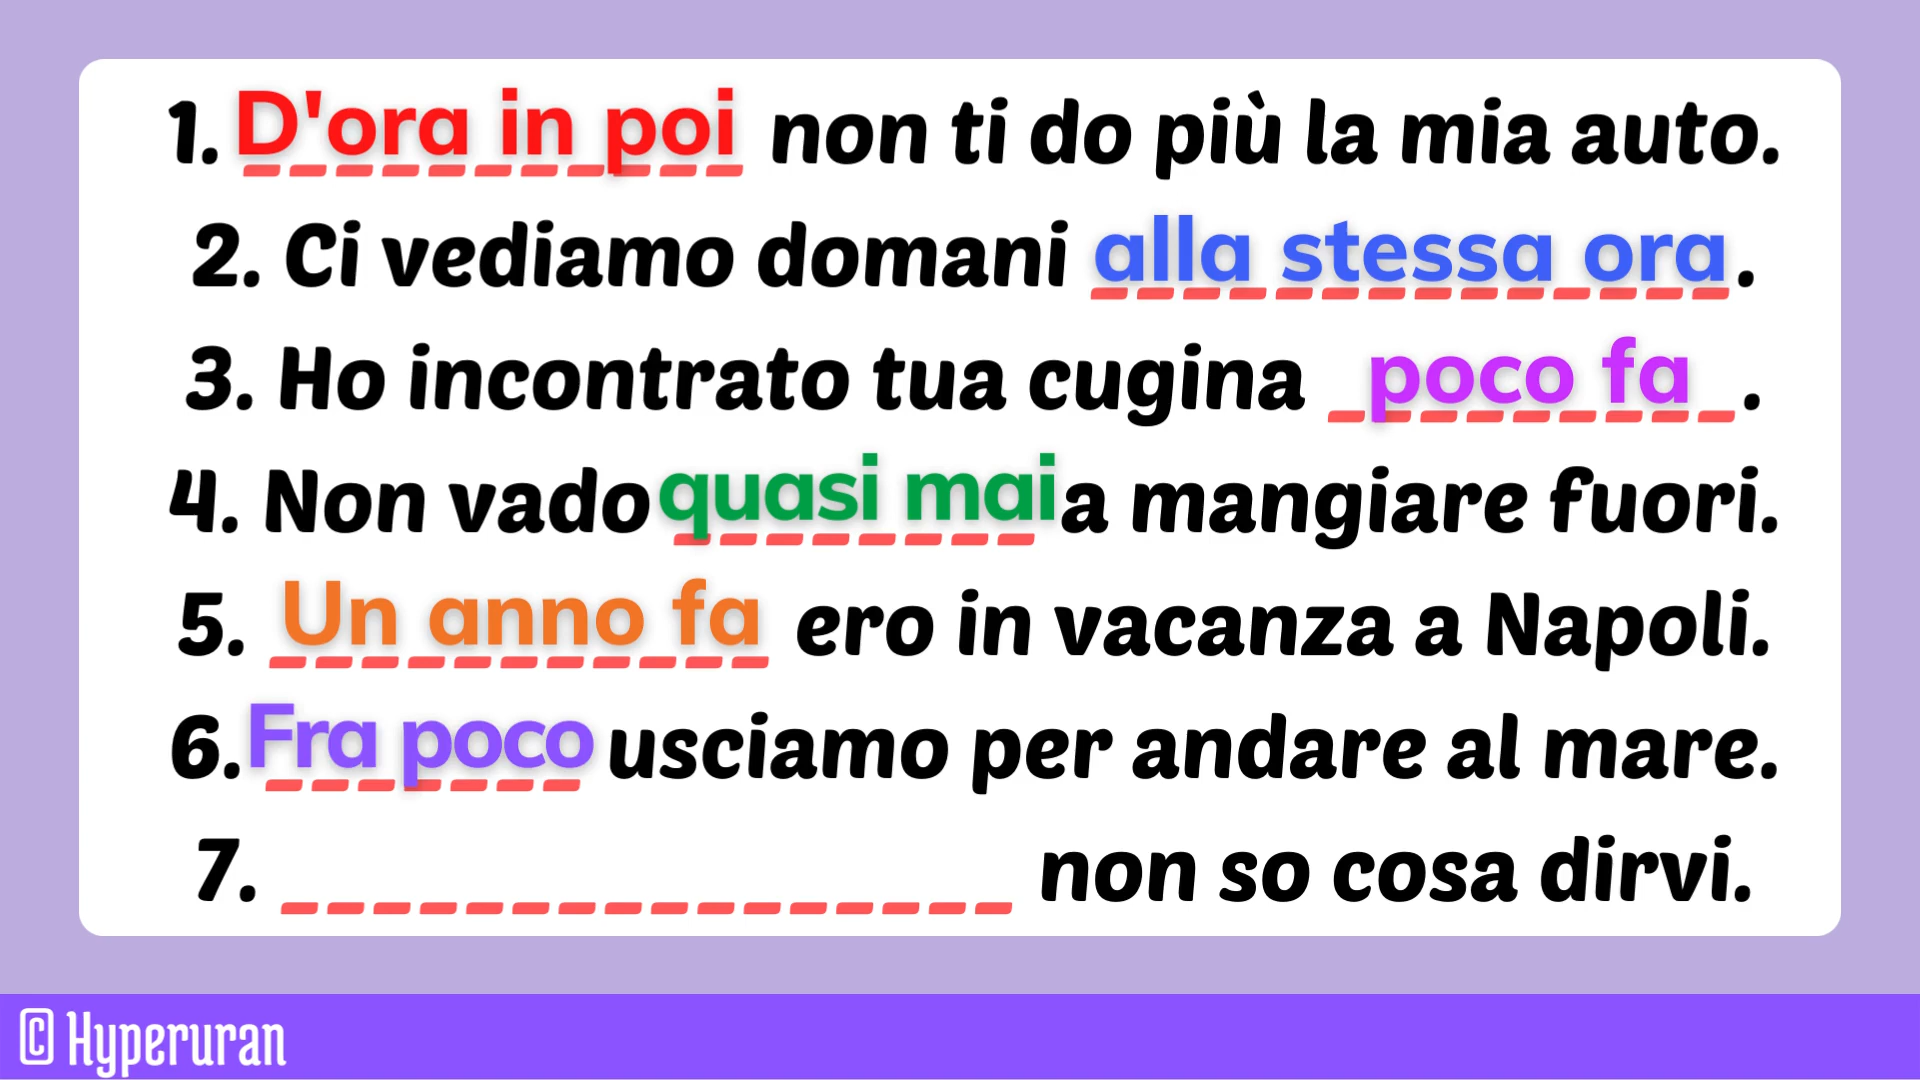 1. D'ora in poi non ti do più la mia auto.
2. Ci vediamo domani alla stessa ora.
3. Ho incontrato tua cugina poco fa.
4. Non vado quasi mai a mangiare fuori.
5. Un anno fa ero in vacanza a Napoli.
6. Fra poco usciamo per andare al mare.
7. ________________ non so cosa dirvi.
© Hyperuran